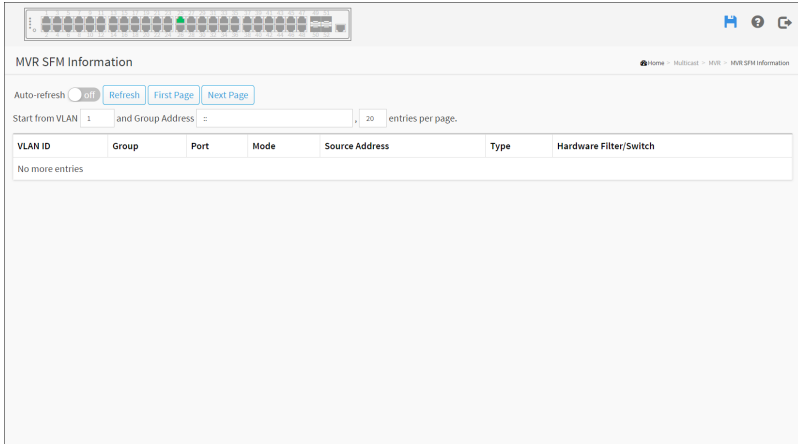 MVR SFM Information
Home > Multicast > MVR > MVR SFM Information
Auto-refresh off Refresh First Page Next Page
Start from VLAN 1 and Group Address :: , 20 entries per page.
VLAN ID Group Port Mode Source Address Type Hardware Filter/Switch
No more entries